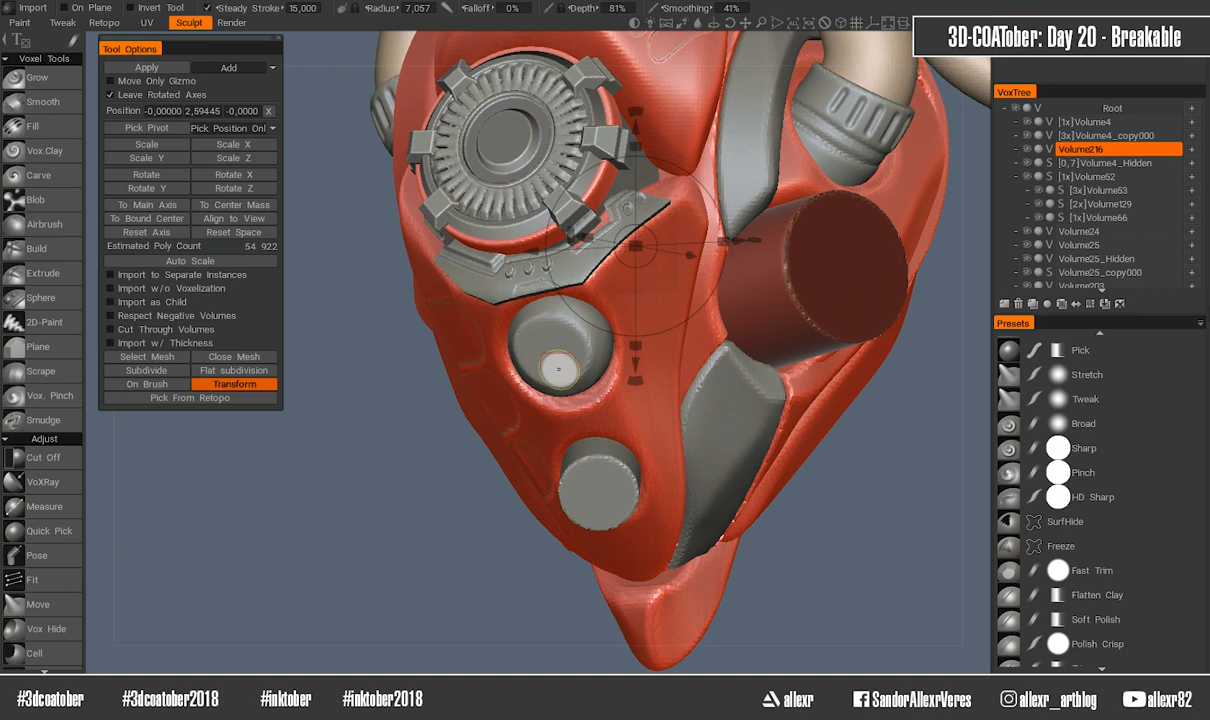 Import On Plane Invert Tool Steady Stroke 15,000 Radius 7,057 Falloff 0% Depth 81% Smoothing 41%
Paint Tweak Retopo UV Sculpt Render
3D-COATober: Day 20 - Breakable
Voxel Tools
Grow
Smooth
Fill
Vox.Clay
Carve
Blob
Airbrush
Build
Extrude
Sphere
2D-Paint
Plane
Scrape
Vox. Pinch
Smudge
Adjust
Cut Off
VoXRay
Measure
Quick Pick
Pose
Fit
Move
Vox Hide
Cell
Tool Options
Apply Add
Move Only Gizmo
Leave Rotated Axes
Position -0,00000 2,59445 -0,0000 X
Pick Pivot Pick Position Onl
Scale Scale X
Scale Y Scale Z
Rotate Rotate X
Rotate Y Rotate Z
To Main Axis To Center Mass
To Bound Center Align to View
Reset Axis Reset Space
Estimated Poly Count 54 922
Auto Scale
Import to Separate Instances
Import w/o Voxelization
Import as Child
Respect Negative Volumes
Cut Through Volumes
Import w/ Thickness
Select Mesh Close Mesh
Subdivide Flat subdivision
On Brush Transform
Pick From Retopo
VoxTree
V Root +
V [1x]Volume4 +
V [3x]Volume4_copy000 +
V Volume216 +
S [0,7]Volume4_Hidden +
V [1x]Volume52 +
S [3x]Volume53 +
S [2x]Volume129 +
S [1x]Volume66 +
V Volume24 +
V Volume25 +
V Volume25_Hidden +
S Volume25_copy000 +
Volume203
Presets
Pick
Stretch
Tweak
Broad
Sharp
Pinch
HD Sharp
SurfHide
Freeze
Fast Trim
Flatten Clay
Soft Polish
Polish Crisp
#3dcoatober #3dcoatober2018 #inktober #inktober2018 allexr SandorAllexrVeres allexr_artblog allexr82